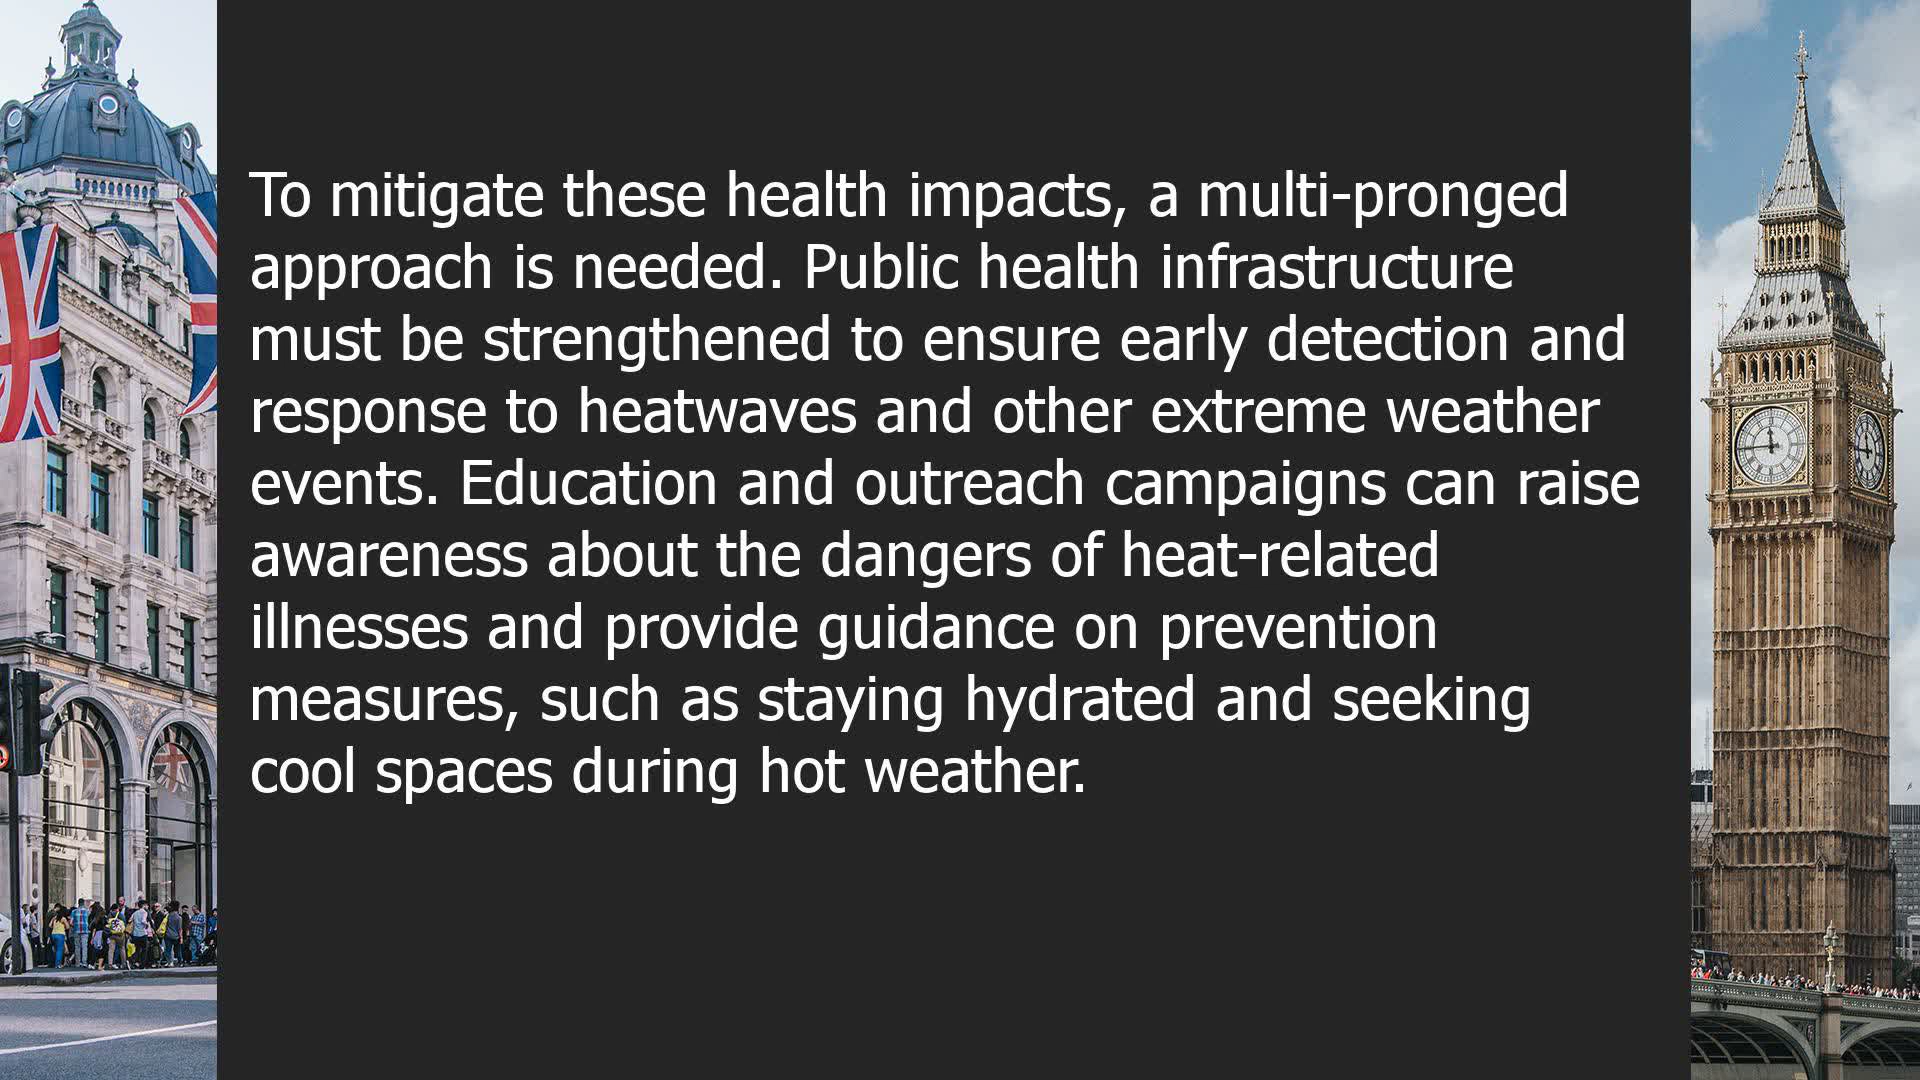 To mitigate these health impacts, a multi-pronged
approach is needed. Public health infrastructure
must be strengthened to ensure early detection and
response to heatwaves and other extreme weather
events. Education and outreach campaigns can raise
awareness about the dangers of heat-related
illnesses and provide guidance on prevention
measures, such as staying hydrated and seeking
cool spaces during hot weather.